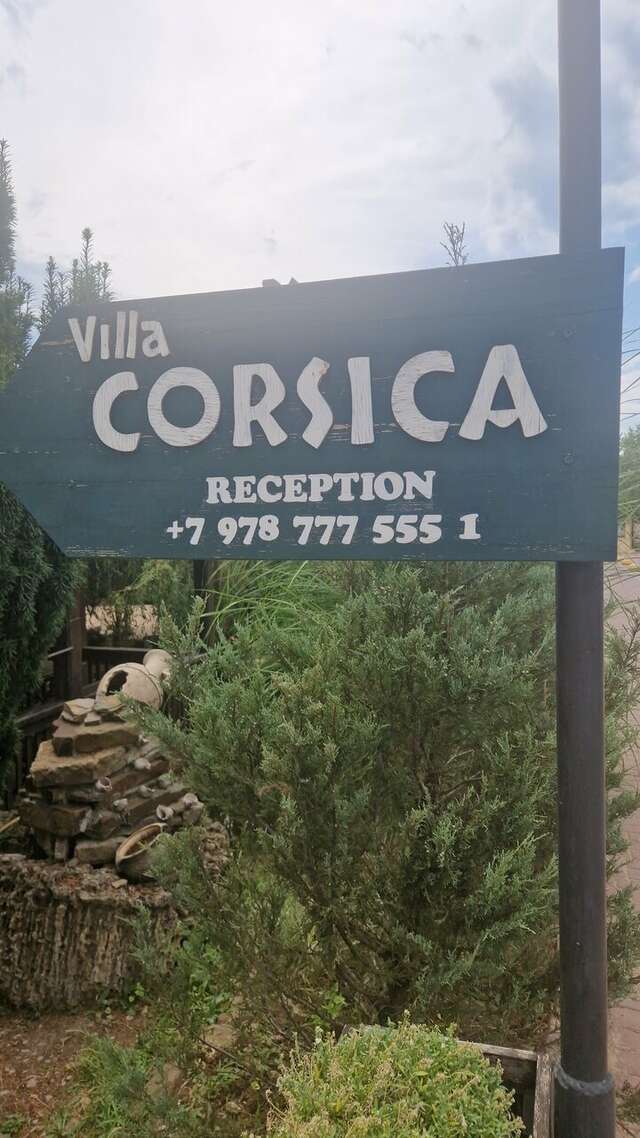 Villa
CORSICA
RECEPTION
+7 978 777 555 1